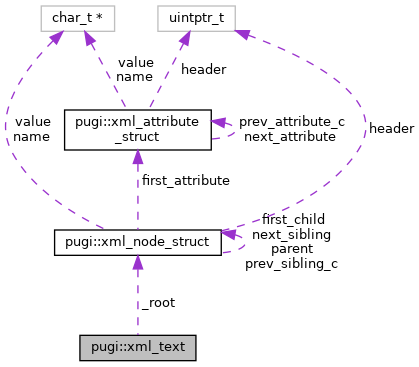 char_t *
uintptr_t
value
name
header
pugi::xml_attribute
_struct
prev_attribute_c
next_attribute
value
name
header
first_attribute
pugi::xml_node_struct
first_child
next_sibling
parent
prev_sibling_c
_root
pugi::xml_text